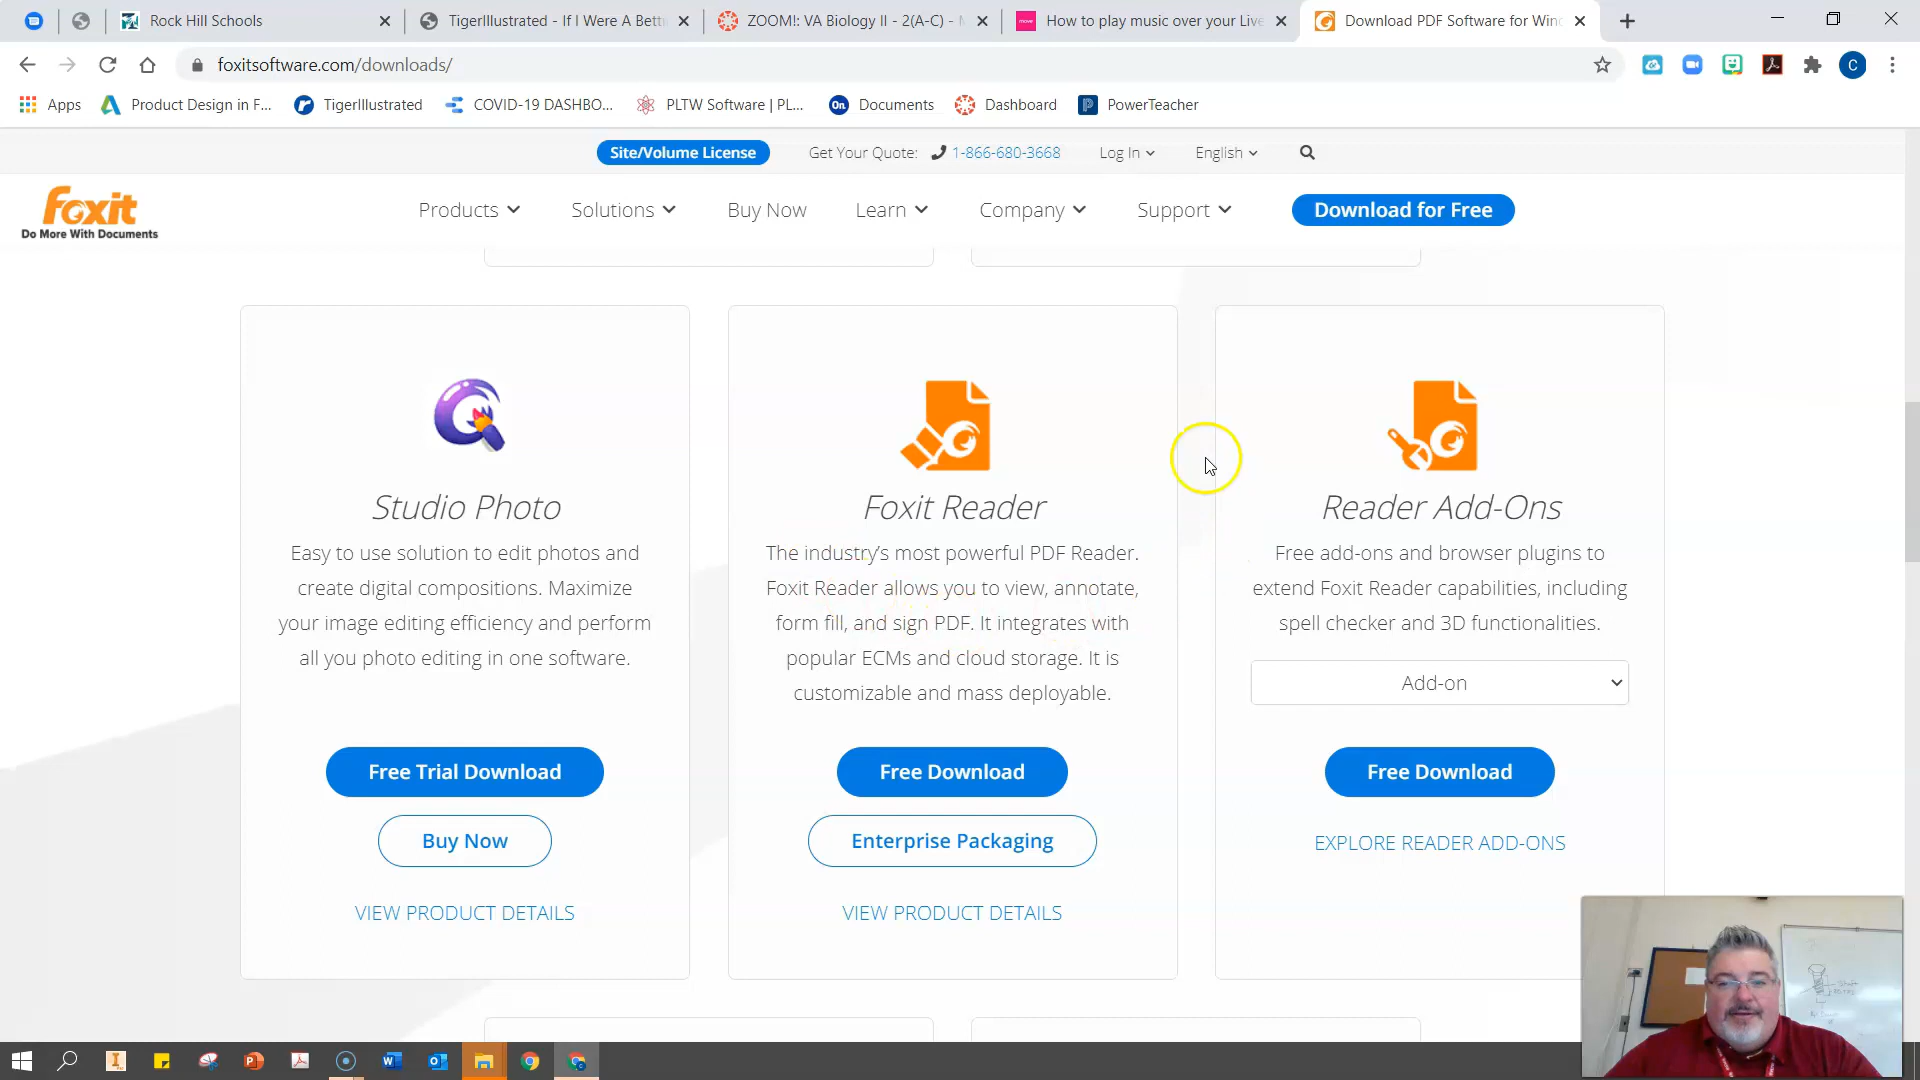 Rock Hill Schools
TigerIllustrated - If I Were A Betti
ZOOM!: VA Biology II - 2(A-C) -
How to play music over your Live
Download PDF Software for Win
foxitsoftware.com/downloads/
C
Apps
Product Design in F...
TigerIllustrated
COVID-19 DASHBO...
PLTW Software | PL...
On
Documents
Dashboard
PowerTeacher
Site/Volume License
Get Your Quote:
1-866-680-3668
Log In
English
foxit
Do More With Documents
Products
Solutions
Buy Now
Learn
Company
Support
Download for Free
Studio Photo
Easy to use solution to edit photos and
create digital compositions. Maximize
your image editing efficiency and perform
all you photo editing in one software.
Free Trial Download
Buy Now
VIEW PRODUCT DETAILS
Foxit Reader
The industry's most powerful PDF Reader.
Foxit Reader allows you to view, annotate,
form fill, and sign PDF. It integrates with
popular ECMs and cloud storage. It is
customizable and mass deployable.
Free Download
Enterprise Packaging
VIEW PRODUCT DETAILS
Reader Add-Ons
Free add-ons and browser plugins to
extend Foxit Reader capabilities, including
spell checker and 3D functionalities.
Add-on
Free Download
EXPLORE READER ADD-ONS